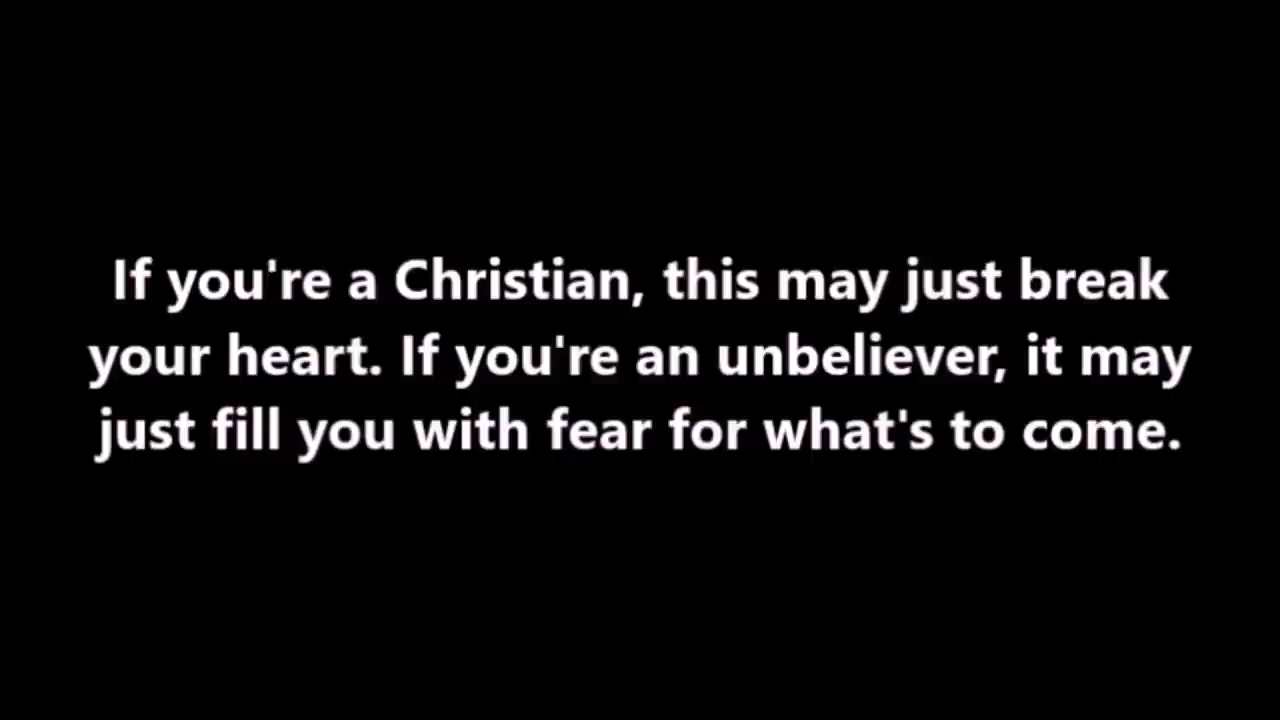 If you're a Christian, this may just break
your heart. If you're an unbeliever, it may
just fill you with fear for what's to come.